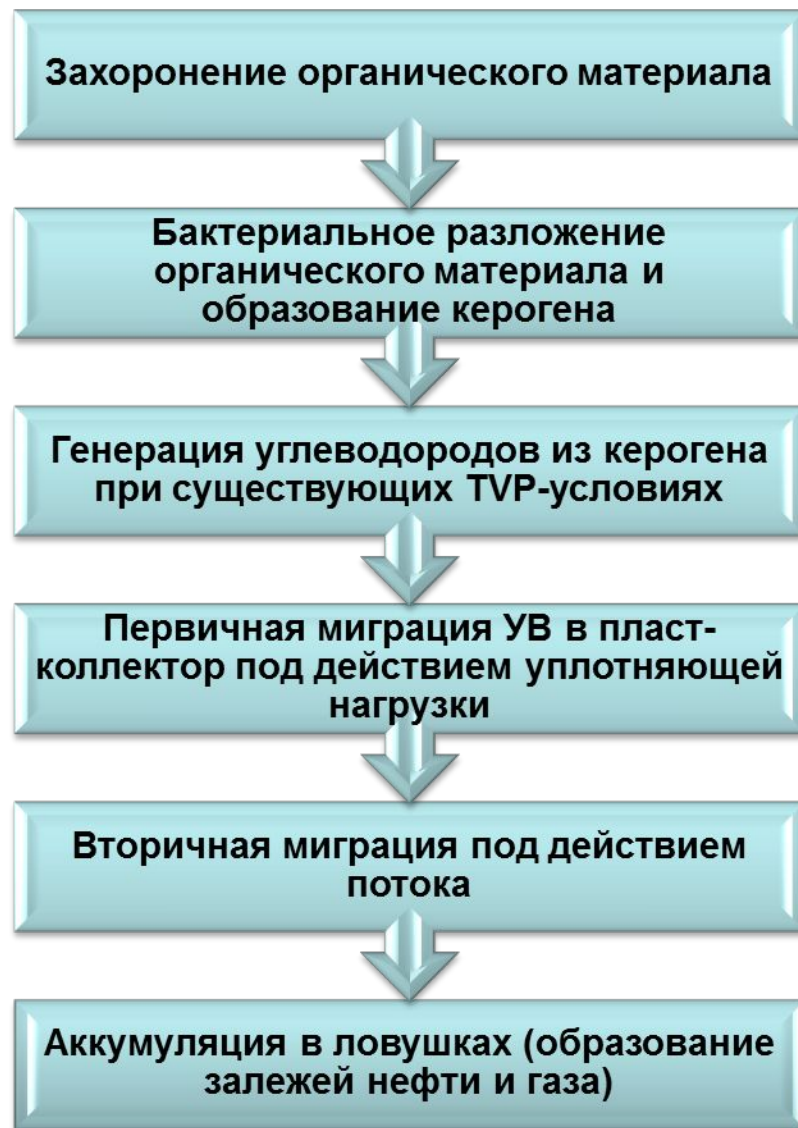 Захоронение органического материала
Бактериальное разложение
органического материала и
образование керогена
Генерация углеводородов из керогена
при существующих TVP-условиях
Первичная миграция УВ в пласт-
коллектор под действием уплотняющей
нагрузки
Вторичная миграция под действием
потока
Аккумуляция в ловушках (образование
залежей нефти и газа)